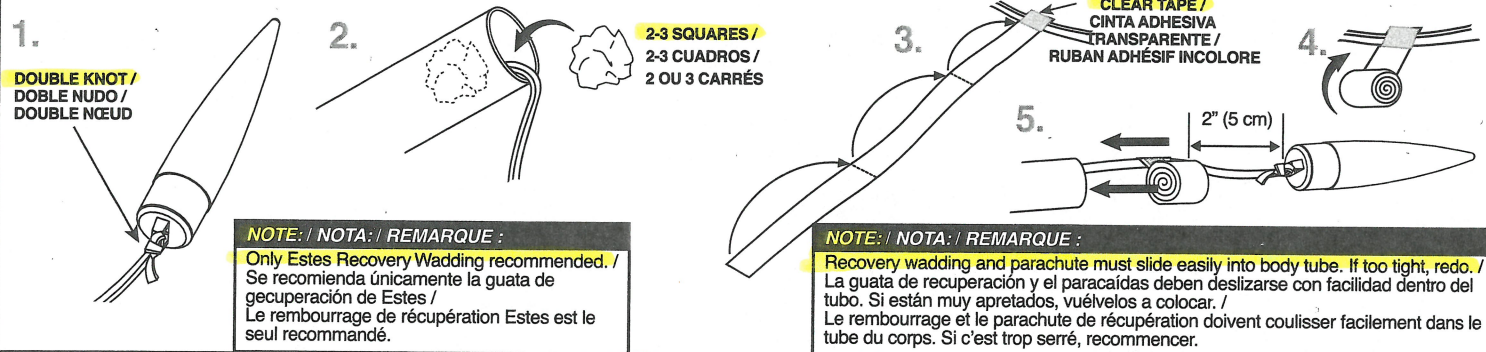 1.
DOUBLE KNOT /
DOBLE NUDO /
DOUBLE NŒUD
2.
2-3 SQUARES /
2-3 CUADROS /
2 OU 3 CARRÉS
NOTE: / NOTA: / REMARQUE :
Only Estes Recovery Wadding recommended. /
Se recomienda únicamente la guata de
gecuperación de Estes /
Le rembourrage de récupération Estes est le
seul recommandé.
3.
CLEAR TAPE /
CINTA ADHESIVA
TRANSPARENTE /
RUBAN ADHÉSIF INCOLORE
4.
5.
2" (5 cm)
NOTE: / NOTA: / REMARQUE :
Recovery wadding and parachute must slide easily into body tube. If too tight, redo. /
La guata de recuperación y el paracaídas deben deslizarse con facilidad dentro del
tubo. Si están muy apretados, vuélvelos a colocar. /
Le rembourrage et le parachute de récupération doivent coulisser facilement dans le
tube du corps. Si c'est trop serré, recommencer.